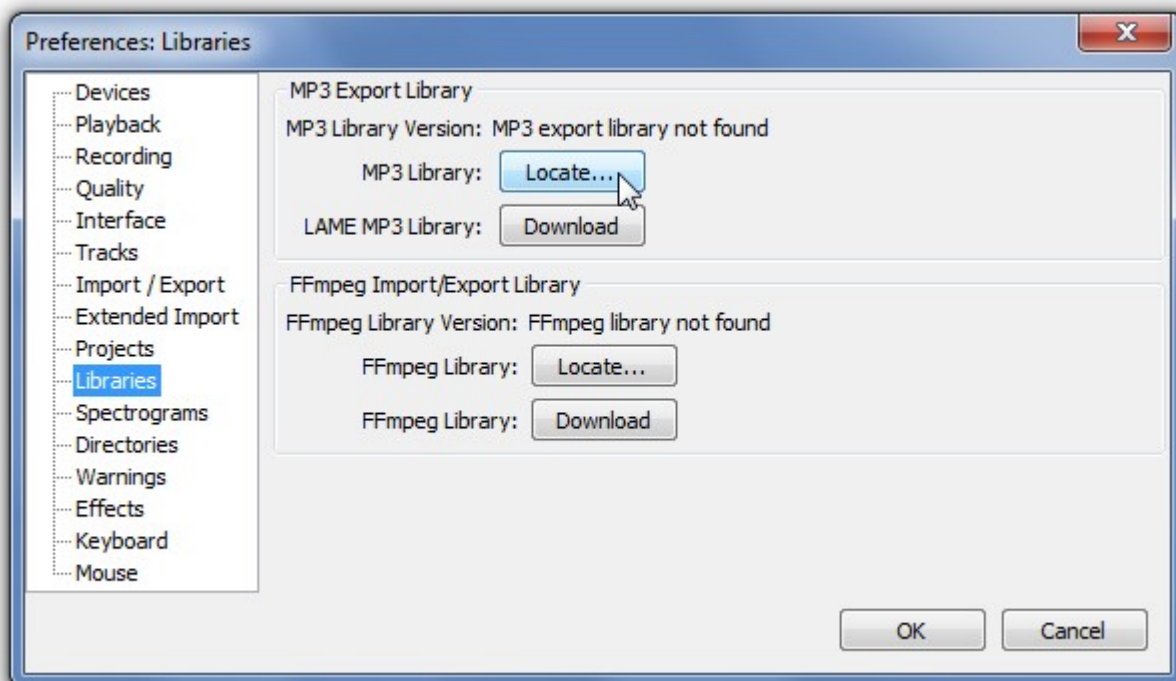 Preferences: Libraries
Devices
Playback
Recording
Quality
Interface
Tracks
Import / Export
Extended Import
Projects
Libraries
Spectrograms
Directories
Warnings
Effects
Keyboard
Mouse
MP3 Export Library
MP3 Library Version: MP3 export library not found
MP3 Library: Locate...
LAME MP3 Library: Download
FFmpeg Import/Export Library
FFmpeg Library Version: FFmpeg library not found
FFmpeg Library: Locate...
FFmpeg Library: Download
OK Cancel